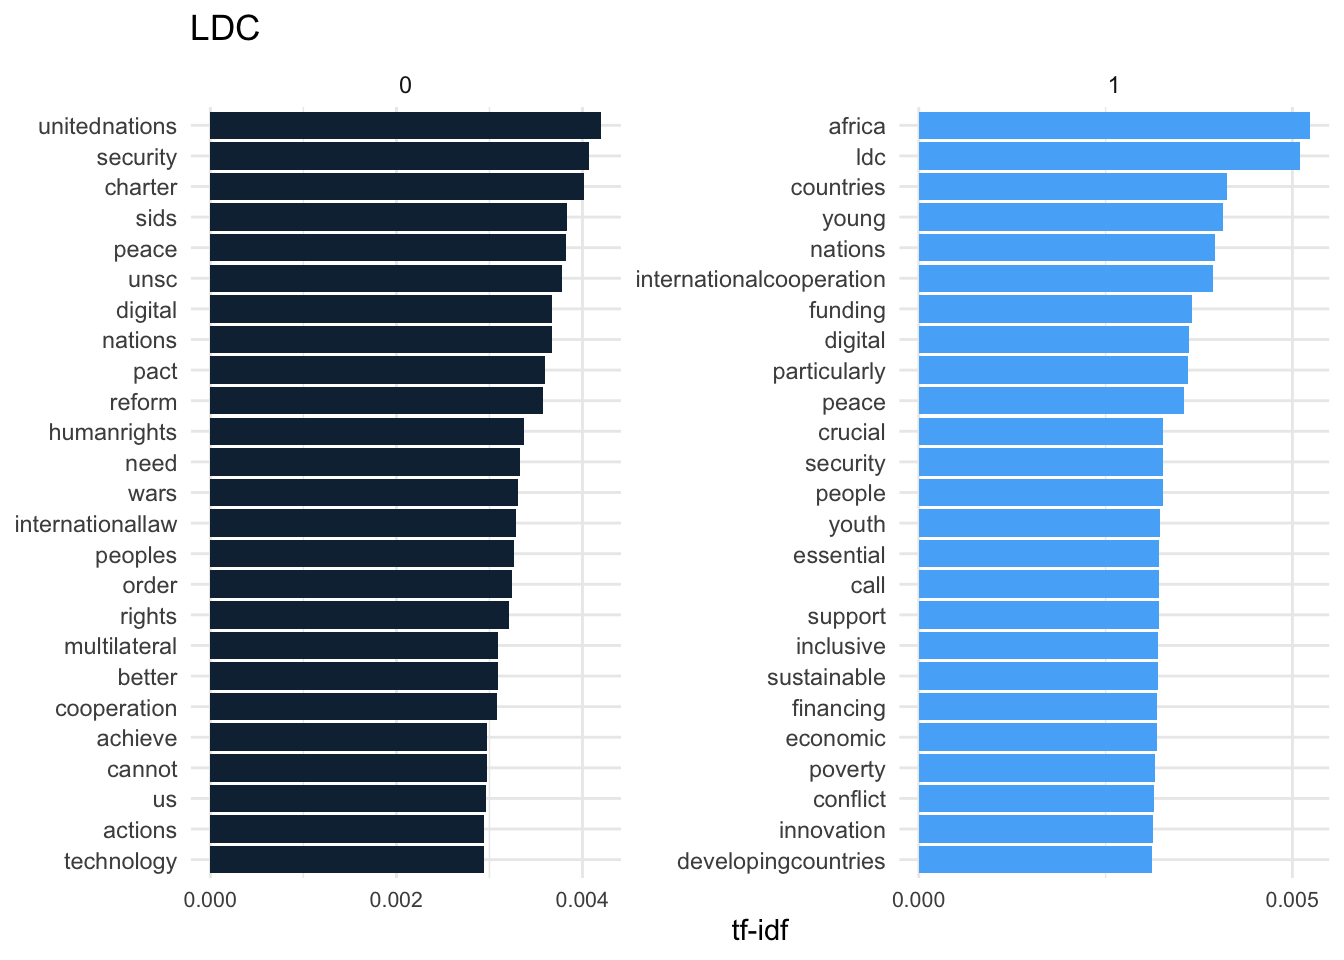 LDC
0
unitednations
security
charter
sids
peace
unsc
digital
nations
pact
reform
humanrights
need
wars
internationallaw
peoples
order
rights
multilateral
better
cooperation
achieve
cannot
us
actions
technology
0.000 0.002 0.004
1
africa
ldc
countries
young
nations
internationalcooperation
funding
digital
particularly
peace
crucial
security
people
youth
essential
call
support
inclusive
sustainable
financing
economic
poverty
conflict
innovation
developingcountries
0.000 0.005
tf-idf